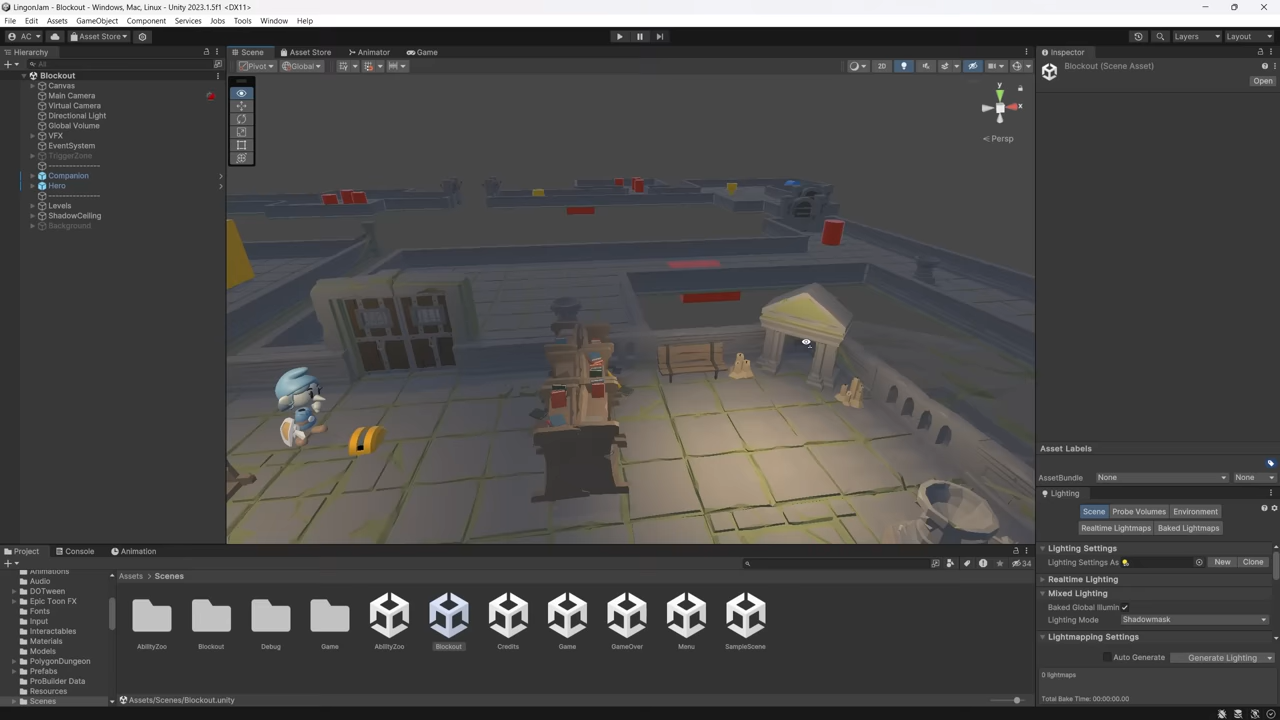 LingonJam - Blockout - Windows, Mac, Linux - Unity 2023.1.5f1 <DX11>
File Edit Assets GameObject Component Services Jobs Tools Window Help
AC Asset Store Layers Layout
Hierarchy
All
Blockout
Canvas
Main Camera
Virtual Camera
Directional Light
Global Volume
VFX
EventSystem
TriggerZone
----------------
Companion
Hero
----------------
Levels
ShadowCeiling
Background
Scene Asset Store Animator Game
Pivot Global 2D
y
x
Persp
Inspector
Blockout (Scene Asset)
Open
Asset Labels
AssetBundle None None
Lighting
Scene Probe Volumes Environment
Realtime Lightmaps Baked Lightmaps
Lighting Settings
Lighting Settings As New Clone
Realtime Lighting
Mixed Lighting
Baked Global Illumin
Lighting Mode Shadowmask
Lightmapping Settings
Auto Generate Generate Lighting
0 lightmaps
Total Bake Time: 00:00:00.00
Project Console Animation
34
Animations
Audio
DOTween
Epic Toon FX
Fonts
Input
Interactables
Materials
Models
PolygonDungeon
Prefabs
ProBuilder Data
Resources
Scenes
Assets > Scenes
AbilityZoo Blockout Debug Game AbilityZoo Blockout Credits Game GameOver Menu SampleScene
Assets/Scenes/Blockout.unity